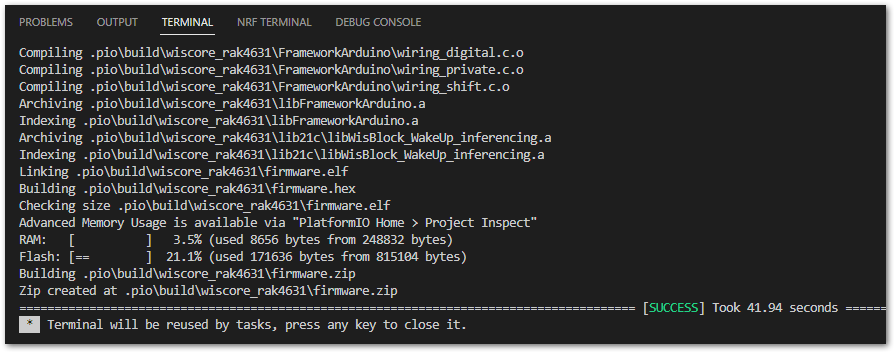 PROBLEMS OUTPUT TERMINAL NRF TERMINAL DEBUG CONSOLE
Compiling .pio\build\wiscore_rak4631\FrameworkArduino\wiring_digital.c.o
Compiling .pio\build\wiscore_rak4631\FrameworkArduino\wiring_private.c.o
Compiling .pio\build\wiscore_rak4631\FrameworkArduino\wiring_shift.c.o
Archiving .pio\build\wiscore_rak4631\libFrameworkArduino.a
Indexing .pio\build\wiscore_rak4631\libFrameworkArduino.a
Archiving .pio\build\wiscore_rak4631\lib21c\libWisBlock_WakeUp_inferencing.a
Indexing .pio\build\wiscore_rak4631\lib21c\libWisBlock_WakeUp_inferencing.a
Linking .pio\build\wiscore_rak4631\firmware.elf
Building .pio\build\wiscore_rak4631\firmware.hex
Checking size .pio\build\wiscore_rak4631\firmware.elf
Advanced Memory Usage is available via "PlatformIO Home > Project Inspect"
RAM:   [          ]   3.5% (used 8656 bytes from 248832 bytes)
Flash: [==        ]  21.1% (used 171636 bytes from 815104 bytes)
Building .pio\build\wiscore_rak4631\firmware.zip
Zip created at .pio\build\wiscore_rak4631\firmware.zip
======================================================================================== [SUCCESS] Took 41.94 seconds ======
* Terminal will be reused by tasks, press any key to close it.